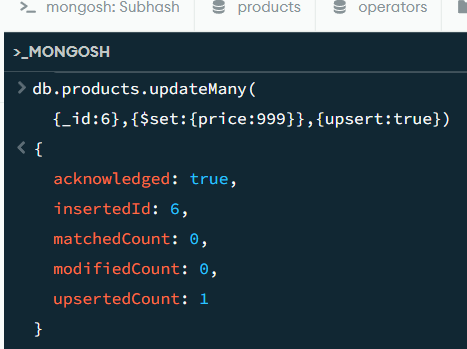 >_ mongosh: Subhash products operators
>_MONGOSH
> db.products.updateMany(
{_id:6},{$set:{price:999}},{upsert:true})
< {
acknowledged: true,
insertedId: 6,
matchedCount: 0,
modifiedCount: 0,
upsertedCount: 1
}